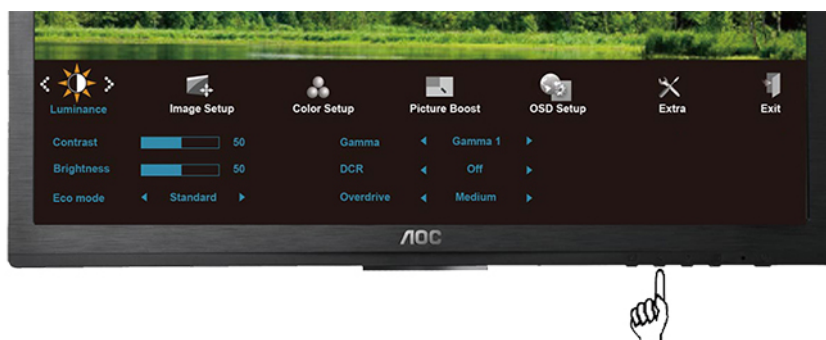 Luminance Image Setup Color Setup Picture Boost OSD Setup Extra Exit
Contrast 50 Gamma Gamma 1
Brightness 50 DCR Off
Eco mode Standard Overdrive Medium
AOC